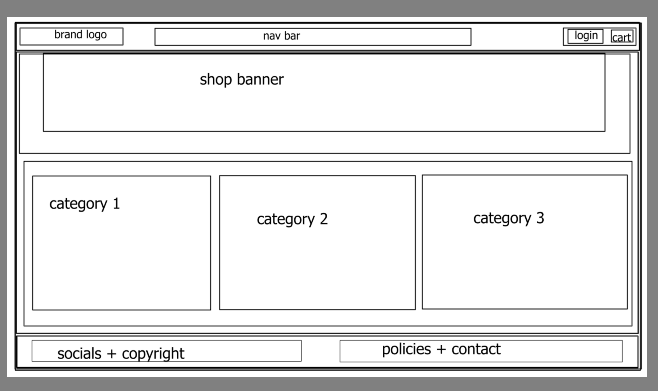 brand logo
nav bar
login
cart
shop banner
category 1
category 2
category 3
socials + copyright
policies + contact